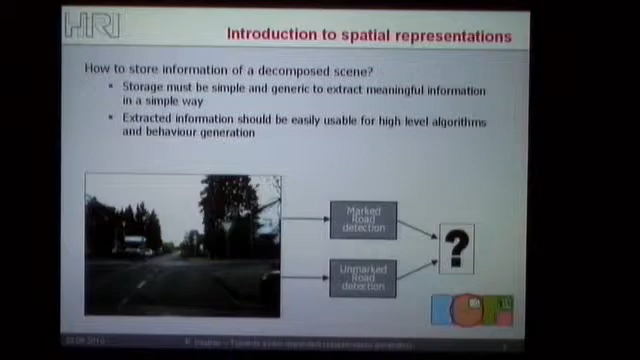 HRI
Introduction to spatial representations
How to store information of a decomposed scene?
Storage must be simple and generic to extract meaningful information
in a simple way
Extracted information should be easily usable for high level algorithms
and behaviour generation
Marked
Road
detection
?
Unmarked
Road
detection